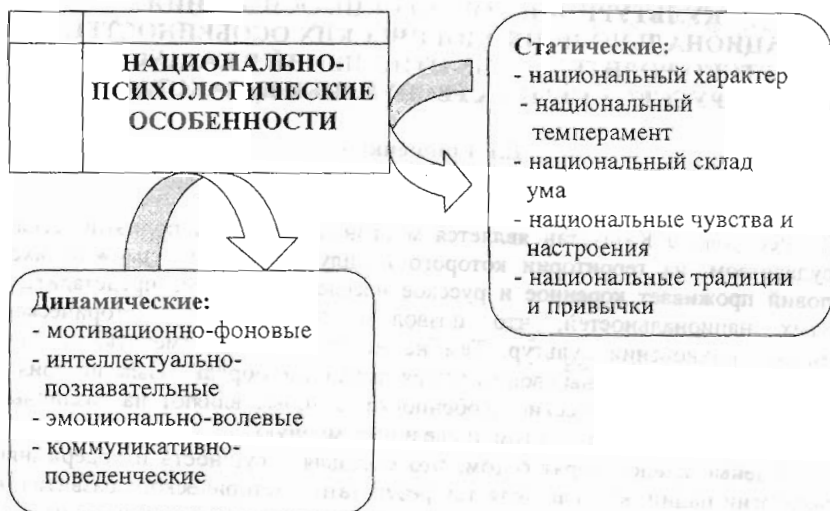 НАЦИОНАЛЬНО-
ПСИХОЛОГИЧЕСКИЕ
ОСОБЕННОСТИ
Статические:
- национальный характер
- национальный
темперамент
- национальный склад
ума
- национальные чувства и
настроения
- национальные традиции
и привычки
Динамические:
- мотивационно-фоновые
- интеллектуально-
познавательные
- эмоционально-волевые
- коммуникативно-
поведенческие